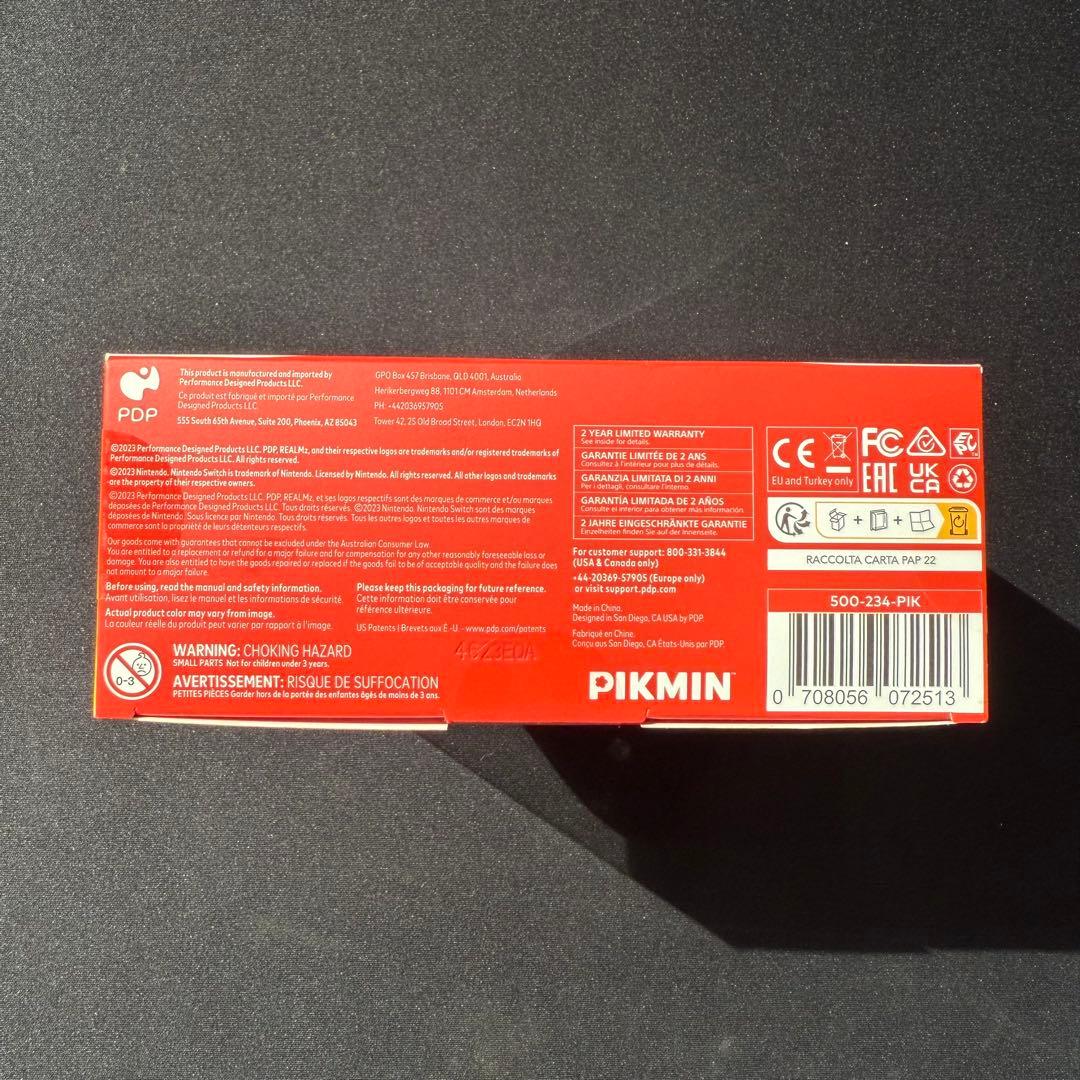 PDP
This product is manufactured and imported by
Performance Designed Products LLC.
Ce produit est fabriqué et importé par Performance
Designed Products LLC.
555 South 65th Avenue, Suite 200, Phoenix, AZ 85043
GPO Box 457 Brisbane, QLD 4001, Australia
Herikerbergweg 88, 1101 CM Amsterdam, Netherlands
PH: +442036957905
Tower 42, 25 Old Broad Street, London, EC2N 1HG
©2023 Performance Designed Products LLC. PDP, REALMz, and their respective logos are trademarks and/or registered trademarks of
Performance Designed Products LLC. All rights reserved.
©2023 Nintendo. Nintendo Switch is trademark of Nintendo. Licensed by Nintendo. All rights reserved. All other logos and trademarks
are the property of their respective owners.
©2023 Performance Designed Products LLC. PDP, REALMz, et ses logos respectifs sont des marques de commerce et/ou marques
déposées de Performance Designed Products LLC. Tous droits réservés. ©2023 Nintendo. Nintendo Switch sont des marques
déposées de Nintendo. Sous licence par Nintendo. Tous droits réservés. Tous les autres logos et toutes les autres marques de
commerce sont la propriété de leurs détenteurs respectifs.
Our goods come with guarantees that cannot be excluded under the Australian Consumer Law.
You are entitled to a replacement or refund for a major failure and for compensation for any other reasonably foreseeable loss or
damage. You are also entitled to have the goods repaired or replaced if the goods fail to be of acceptable quality and the failure does
not amount to a major failure.
Before using, read the manual and safety information.
Avant utilisation, lisez le manuel et les informations de sécurité.
Actual product color may vary from image.
La couleur réelle du produit peut varier par rapport à l'image.
Please keep this packaging for future reference.
Cette information doit être conservée pour
référence ultérieure.
US Patents | Brevets aux É.-U. - www.pdp.com/patents
0-3
WARNING: CHOKING HAZARD
SMALL PARTS Not for children under 3 years.
AVERTISSEMENT: RISQUE DE SUFFOCATION
PETITES PIÈCES Garder hors de la portée des enfantes âgés de moins de 3 ans.
2 YEAR LIMITED WARRANTY
See inside for details.
GARANTIE LIMITÉE DE 2 ANS
Consultez à l'intérieur pour plus de détails.
GARANZIA LIMITATA DI 2 ANNI
Per i dettagli, consultare l'interno.
GARANTÍA LIMITADA DE 2 AÑOS
Consulte el interior para obtener más información.
2 JAHRE EINGESCHRÄNKTE GARANTIE
Einzelheiten finden Sie auf der Innenseite.
For customer support: 800-331-3844
(USA & Canada only)
+44-20369-57905 (Europe only)
or visit support.pdp.com
Made in China.
Designed in San Diego, CA USA by PDP.
Fabriqué en Chine.
Conçu aus San Diego, CA États-Unis par PDP.
PIKMIN™
CE
EU and Turkey only
FC
EAC
UK
CA
RACCOLTA CARTA PAP 22
500-234-PIK
0 708056 072513